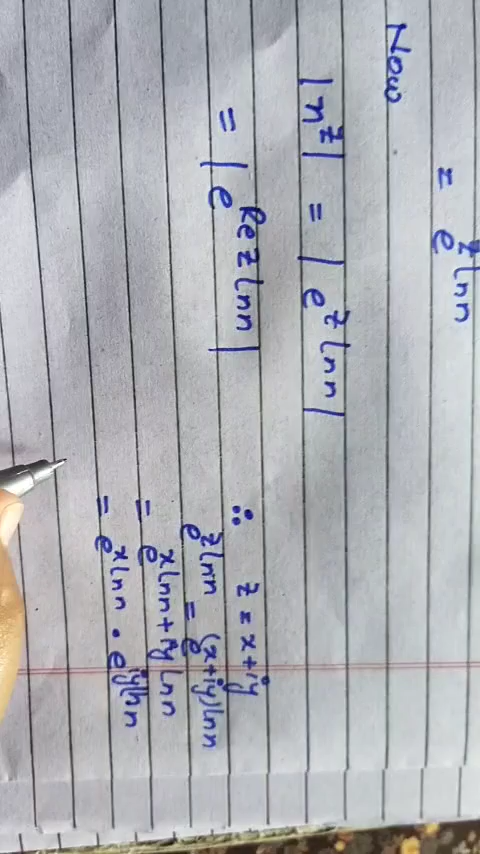 = e^{z ln n}
Now
|n^z| = |e^{z ln n}|
= |e^{Re z ln n}|
∴ z = x+iy
e^{z ln n} = e^{(x+iy) ln n}
= e^{x ln n + iy ln n}
= e^{x ln n} · e^{iy ln n}